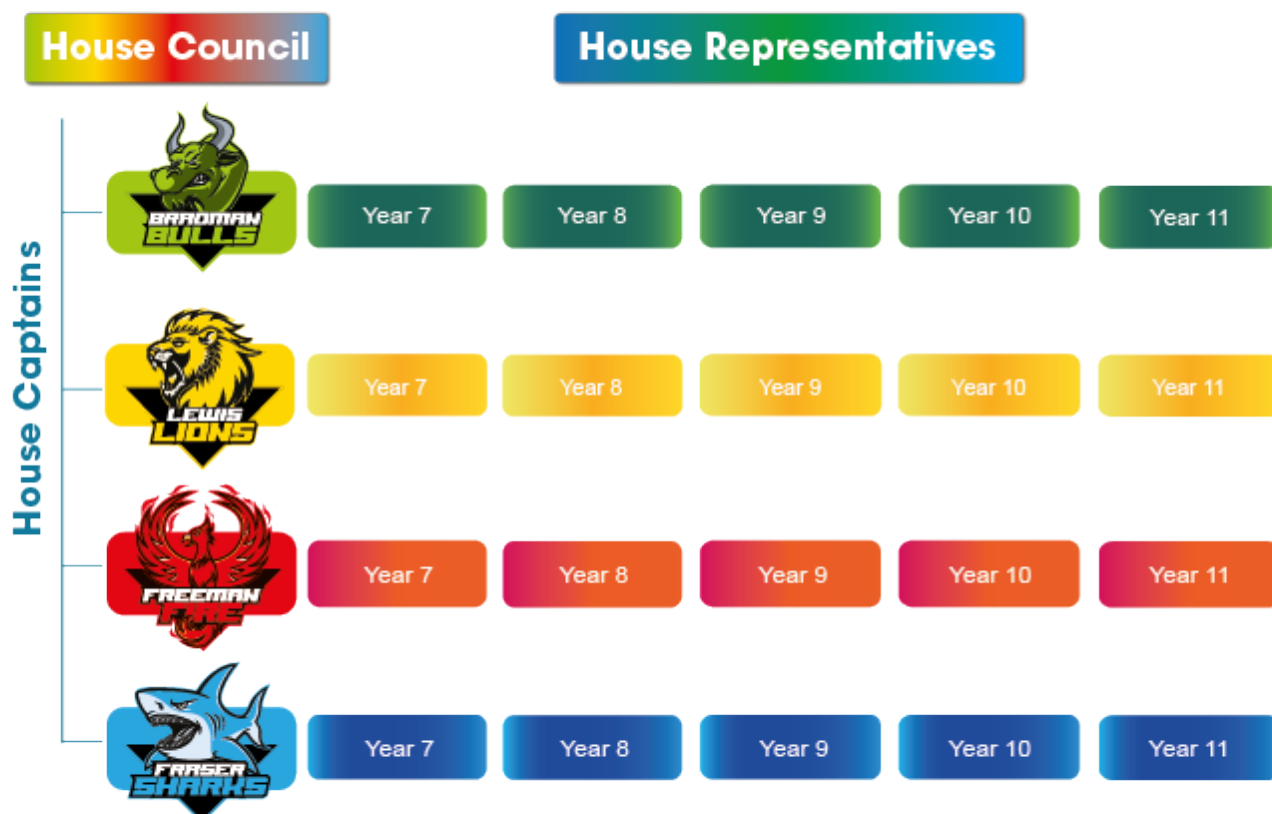 House Council
House Representatives
House Captains
BRADMAN
BULLS
Year 7
Year 8
Year 9
Year 10
Year 11
LEWIS
LIONS
Year 7
Year 8
Year 9
Year 10
Year 11
FREEMAN
FIRE
Year 7
Year 8
Year 9
Year 10
Year 11
FRASER
SHARKS
Year 7
Year 8
Year 9
Year 10
Year 11